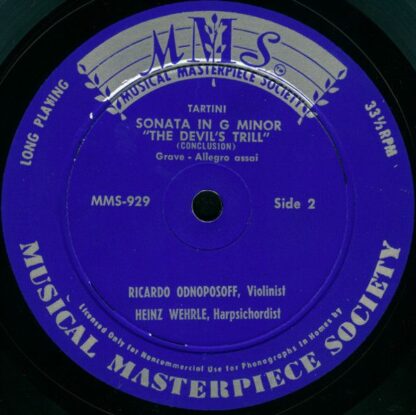 MMS
MUSICAL MASTERPIECE SOCIETY
LONG PLAYING
33⅓ RPM
TARTINI
SONATA IN G MINOR
"THE DEVIL'S TRILL"
(CONCLUSION)
Grave - Allegro assai
MMS-929
Side 2
RICARDO ODNOPOSOFF, Violinist
HEINZ WEHRLE, Harpsichordist
Licensed Only for Noncommercial Use for Phonographs in Homes by
MUSICAL MASTERPIECE SOCIETY